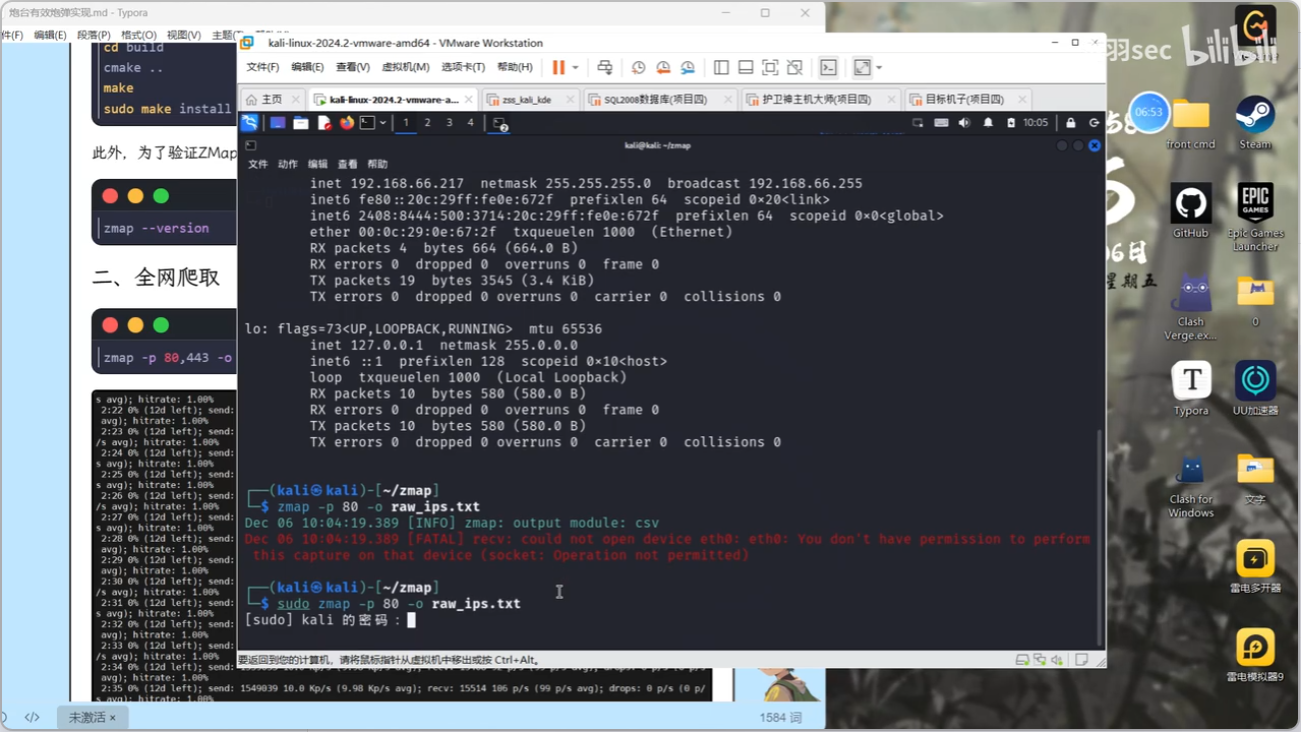 炮台有效炮弹实现.md - Typora
件(F) 编辑(E) 段落(P) 格式(O) 视图(V) 主题(T)
cd build
cmake ..
make
sudo make install
此外，为了验证ZMap
zmap --version
二、全网爬取
zmap -p 80,443 -o
s avg); hitrate: 1.00%
2:22 0% (12d left); send:
avg); hitrate: 1.00%
2:23 0% (12d left); send:
/s avg); hitrate: 1.00%
2:24 0% (12d left); send:
s avg); hitrate: 1.00%
2:25 0% (12d left); send:
s avg); hitrate: 1.00%
2:26 0% (12d left); send:
s avg); hitrate: 1.00%
2:27 0% (12d left); send:
s avg); hitrate: 1.00%
2:28 0% (12d left); send:
s avg); hitrate: 1.00%
2:29 0% (12d left); send:
s avg); hitrate: 1.00%
2:30 0% (12d left); send:
s avg); hitrate: 1.00%
2:31 0% (12d left); send:
s avg); hitrate: 1.00%
2:32 0% (12d left); send:
s avg); hitrate: 1.00%
2:33 0% (12d left); send:
/s avg); hitrate: 1.00%
2:34 0% (12d left); send:
/s avg); hitrate: 1.00%
2:35 0% (12d left); send: 1549039 10.0 Kp/s (9.98 Kp/s avg); recv: 15514 106 p/s (99 p/s avg); drops: 0 p/s (0 p/
s avg); hitrate: 1.00%
</> 未激活 × 1584 词
kali-linux-2024.2-vmware-amd64 - VMware Workstation
文件(F) 编辑(E) 查看(V) 虚拟机(M) 选项卡(T) 帮助(H)
主页 kali-linux-2024.2-vmware-a... zss_kali_kde SQL2008数据库(项目四) 护卫神主机大师(项目四) 目标机子(项目四)
1 2 3 4 2 10:05
kali@kali: ~/zmap
文件 动作 编辑 查看 帮助
inet 192.168.66.217 netmask 255.255.255.0 broadcast 192.168.66.255
inet6 fe80::20c:29ff:fe0e:672f prefixlen 64 scopeid 0×20<link>
inet6 2408:8444:500:3714:20c:29ff:fe0e:672f prefixlen 64 scopeid 0×0<global>
ether 00:0c:29:0e:67:2f txqueuelen 1000 (Ethernet)
RX packets 4 bytes 664 (664.0 B)
RX errors 0 dropped 0 overruns 0 frame 0
TX packets 19 bytes 3545 (3.4 KiB)
TX errors 0 dropped 0 overruns 0 carrier 0 collisions 0
lo: flags=73<UP,LOOPBACK,RUNNING> mtu 65536
inet 127.0.0.1 netmask 255.0.0.0
inet6 ::1 prefixlen 128 scopeid 0×10<host>
loop txqueuelen 1000 (Local Loopback)
RX packets 10 bytes 580 (580.0 B)
RX errors 0 dropped 0 overruns 0 frame 0
TX packets 10 bytes 580 (580.0 B)
TX errors 0 dropped 0 overruns 0 carrier 0 collisions 0
┌──(kali㉿kali)-[~/zmap]
└─$ zmap -p 80 -o raw_ips.txt
Dec 06 10:04:19.389 [INFO] zmap: output module: csv
Dec 06 10:04:19.389 [FATAL] recv: could not open device eth0: eth0: You don't have permission to perform
this capture on that device (socket: Operation not permitted)
┌──(kali㉿kali)-[~/zmap]
└─$ sudo zmap -p 80 -o raw_ips.txt
[sudo] kali 的密码：
要返回到您的计算机，请将鼠标指针从虚拟机中移出或按 Ctrl+Alt。
羽sec bilibili
06:53
58
06日
星期五
front cmd Steam
GitHub Epic Games
Launcher
Clash
Verge.ex... 0
Typora UU加速器
Clash for
Windows 文字
雷电多开器
雷电模拟器9